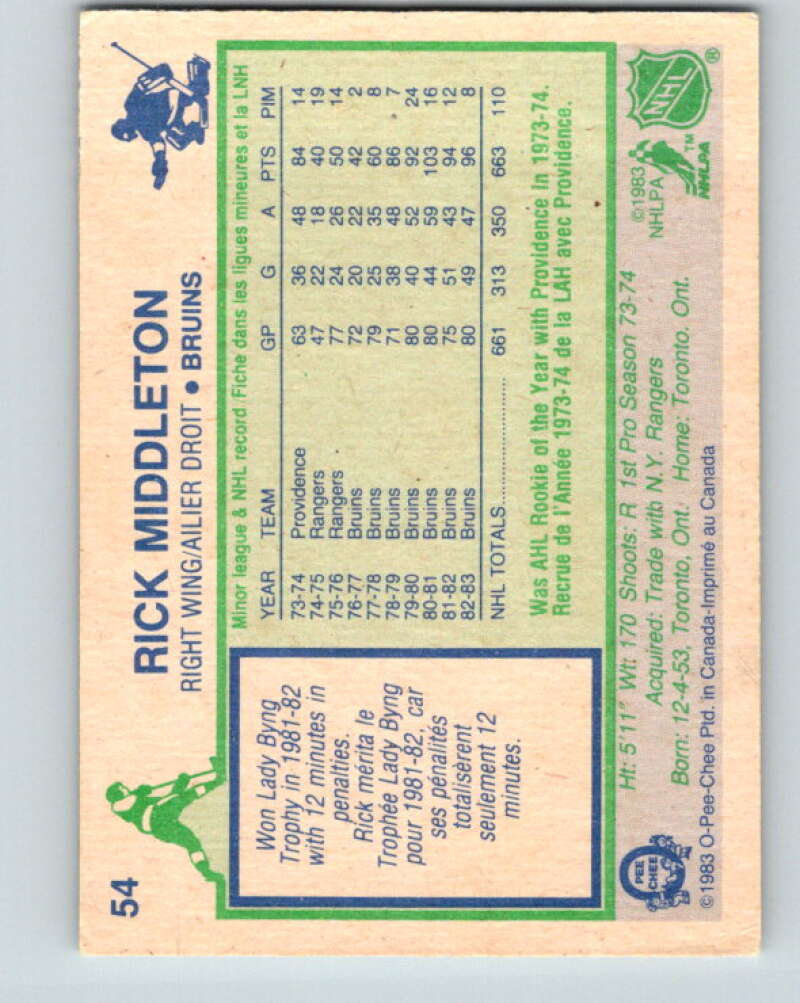 54
RICK MIDDLETON
RIGHT WING/AILIER DROIT • BRUINS
Won Lady Byng
Trophy in 1981-82
with 12 minutes in
penalties.
Rick mérita le
Trophée Lady Byng
pour 1981-82, car
ses pénalités
totalisèrent
seulement 12
minutes.
Minor league & NHL record/Fiche dans les ligues mineures et la LNH
YEAR TEAM GP G A PTS PIM
73-74 Providence 63 36 48 84 14
74-75 Rangers 47 22 18 40 19
75-76 Rangers 77 24 26 50 14
76-77 Bruins 72 20 22 42 2
77-78 Bruins 79 25 35 60 8
78-79 Bruins 71 38 48 86 7
79-80 Bruins 80 40 52 92 24
80-81 Bruins 80 44 59 103 16
81-82 Bruins 75 51 43 94 12
82-83 Bruins 80 49 47 96 8
NHL TOTALS.................... 661 313 350 663 110
Was AHL Rookie of the Year with Providence in 1973-74.
Recrue de l'Année 1973-74 de la LAH avec Providence.
Ht: 5'11" Wt: 170 Shoots: R 1st Pro Season 73-74
Acquired: Trade with N.Y. Rangers
Born: 12-4-53, Toronto, Ont. Home: Toronto, Ont.
©1983 O-Pee-Chee Ptd. in Canada-Imprimé au Canada
O
PEE
CHEE
©1983
NHLPA
NHLPA
TM
NHL
®